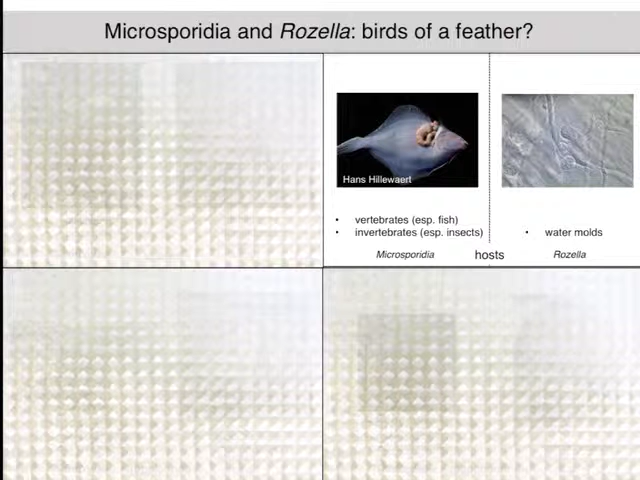 Microsporidia and Rozella: birds of a feather?
Hans Hillewaert
• vertebrates (esp. fish)
• invertebrates (esp. insects)
• water molds
Microsporidia hosts Rozella